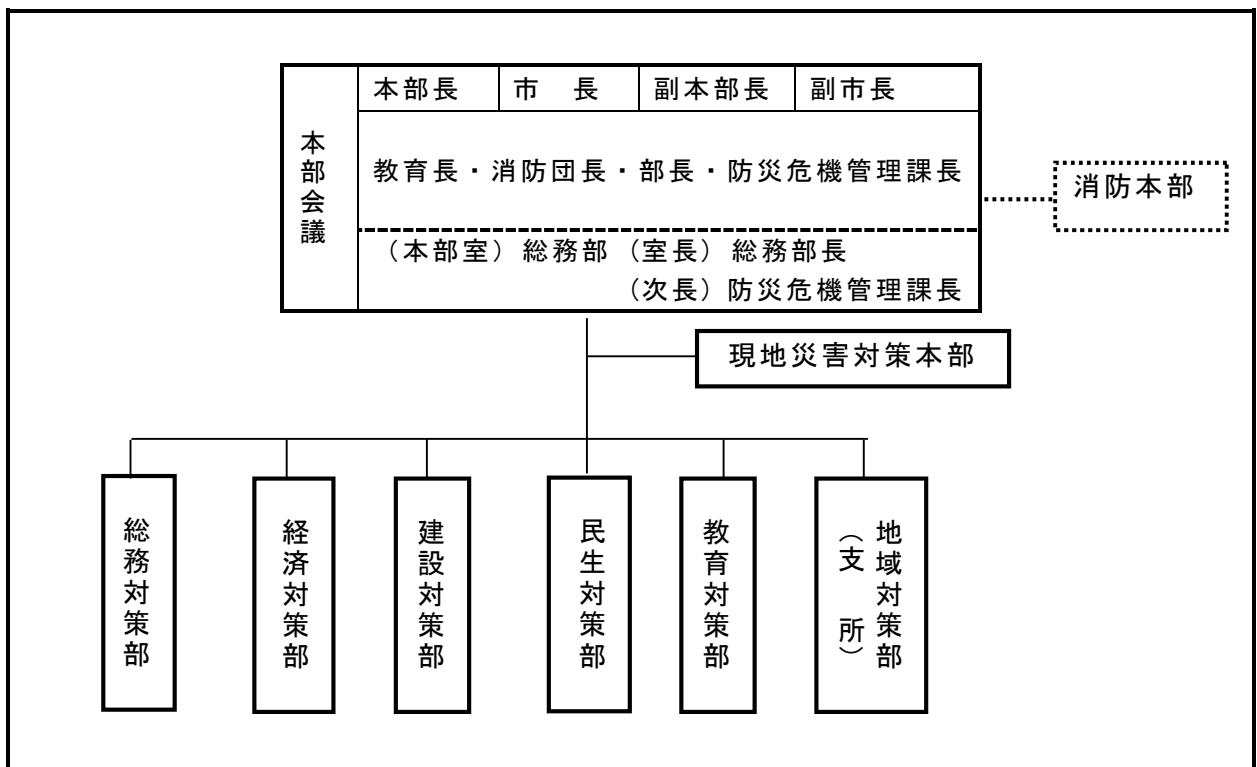 本部会議
本部長 市 長 副本部長 副市長
教育長・消防団長・部長・防災危機管理課長
（本部室）総務部（室長）総務部長
（次長）防災危機管理課長
消防本部
現地災害対策本部
総務対策部
経済対策部
建設対策部
民生対策部
教育対策部
地域対策部
（支 所）